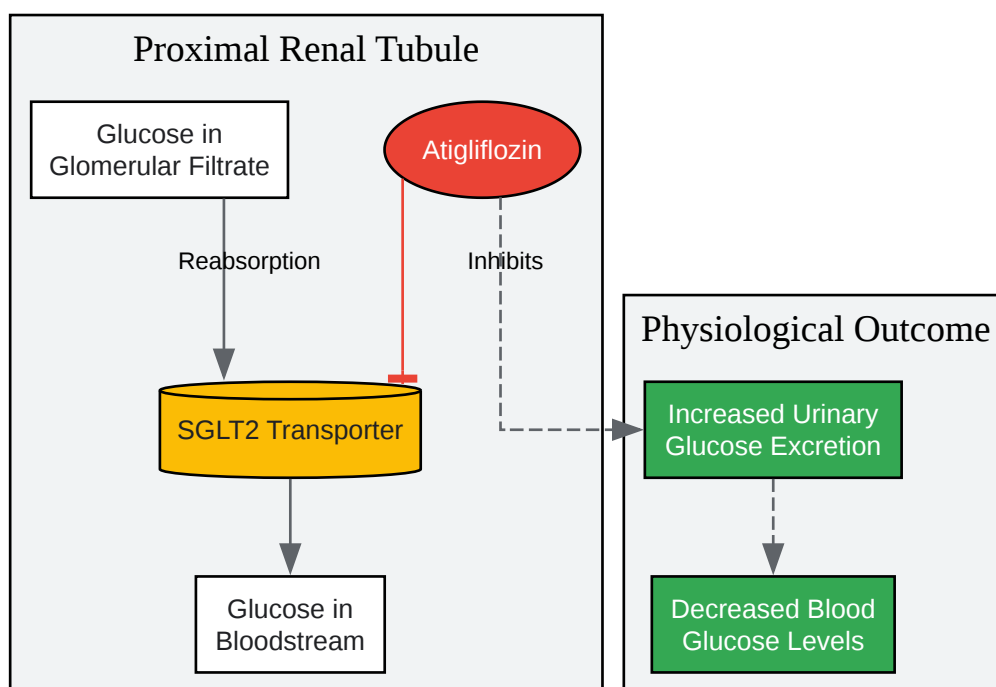 Proximal Renal Tubule
Glucose in
Glomerular Filtrate
Atigliflozin
Reabsorption
Inhibits
SGLT2 Transporter
Glucose in
Bloodstream
Physiological Outcome
Increased Urinary
Glucose Excretion
Decreased Blood
Glucose Levels